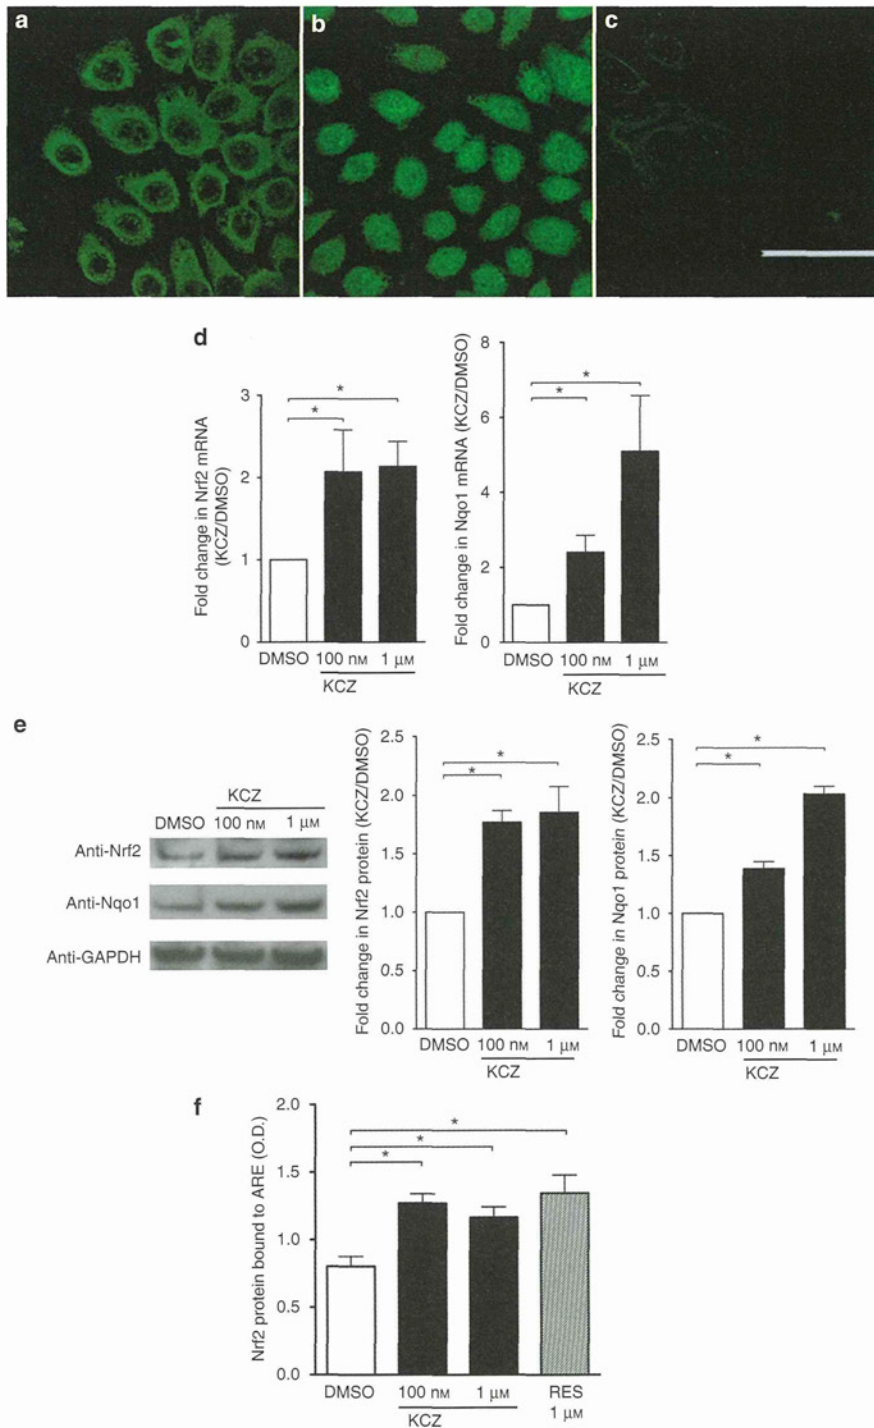 a b c
d
Fold change in Nrf2 mRNA
(KCZ/DMSO)
3
2
1
0
*
*
DMSO 100 nM 1 μM
KCZ
Fold change in Nqo1 mRNA (KCZ/DMSO)
8
6
4
2
0
*
*
DMSO 100 nM 1 μM
KCZ
e
KCZ
DMSO 100 nM 1 μM
Anti-Nrf2
Anti-Nqo1
Anti-GAPDH
Fold change in Nrf2 protein (KCZ/DMSO)
2.5
2.0
1.5
1.0
0.5
0.0
*
*
DMSO 100 nM 1 μM
KCZ
Fold change in Nqo1 protein (KCZ/DMSO)
2.5
2.0
1.5
1.0
0.5
0.0
*
*
DMSO 100 nM 1 μM
KCZ
f
Nrf2 protein bound to ARE (O.D.)
2.0
1.5
1.0
0.5
0.0
*
*
*
DMSO 100 nM 1 μM RES
KCZ 1 μM